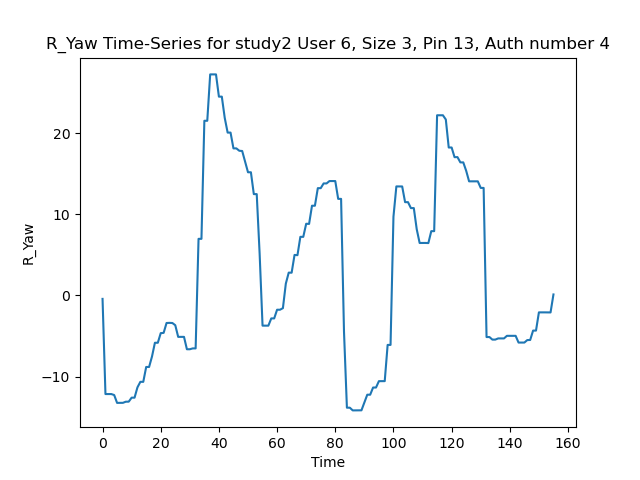 R_Yaw Time-Series for study2 User 6, Size 3, Pin 13, Auth number 4
20
10
0
−10
R_Yaw
0 20 40 60 80 100 120 140 160
Time